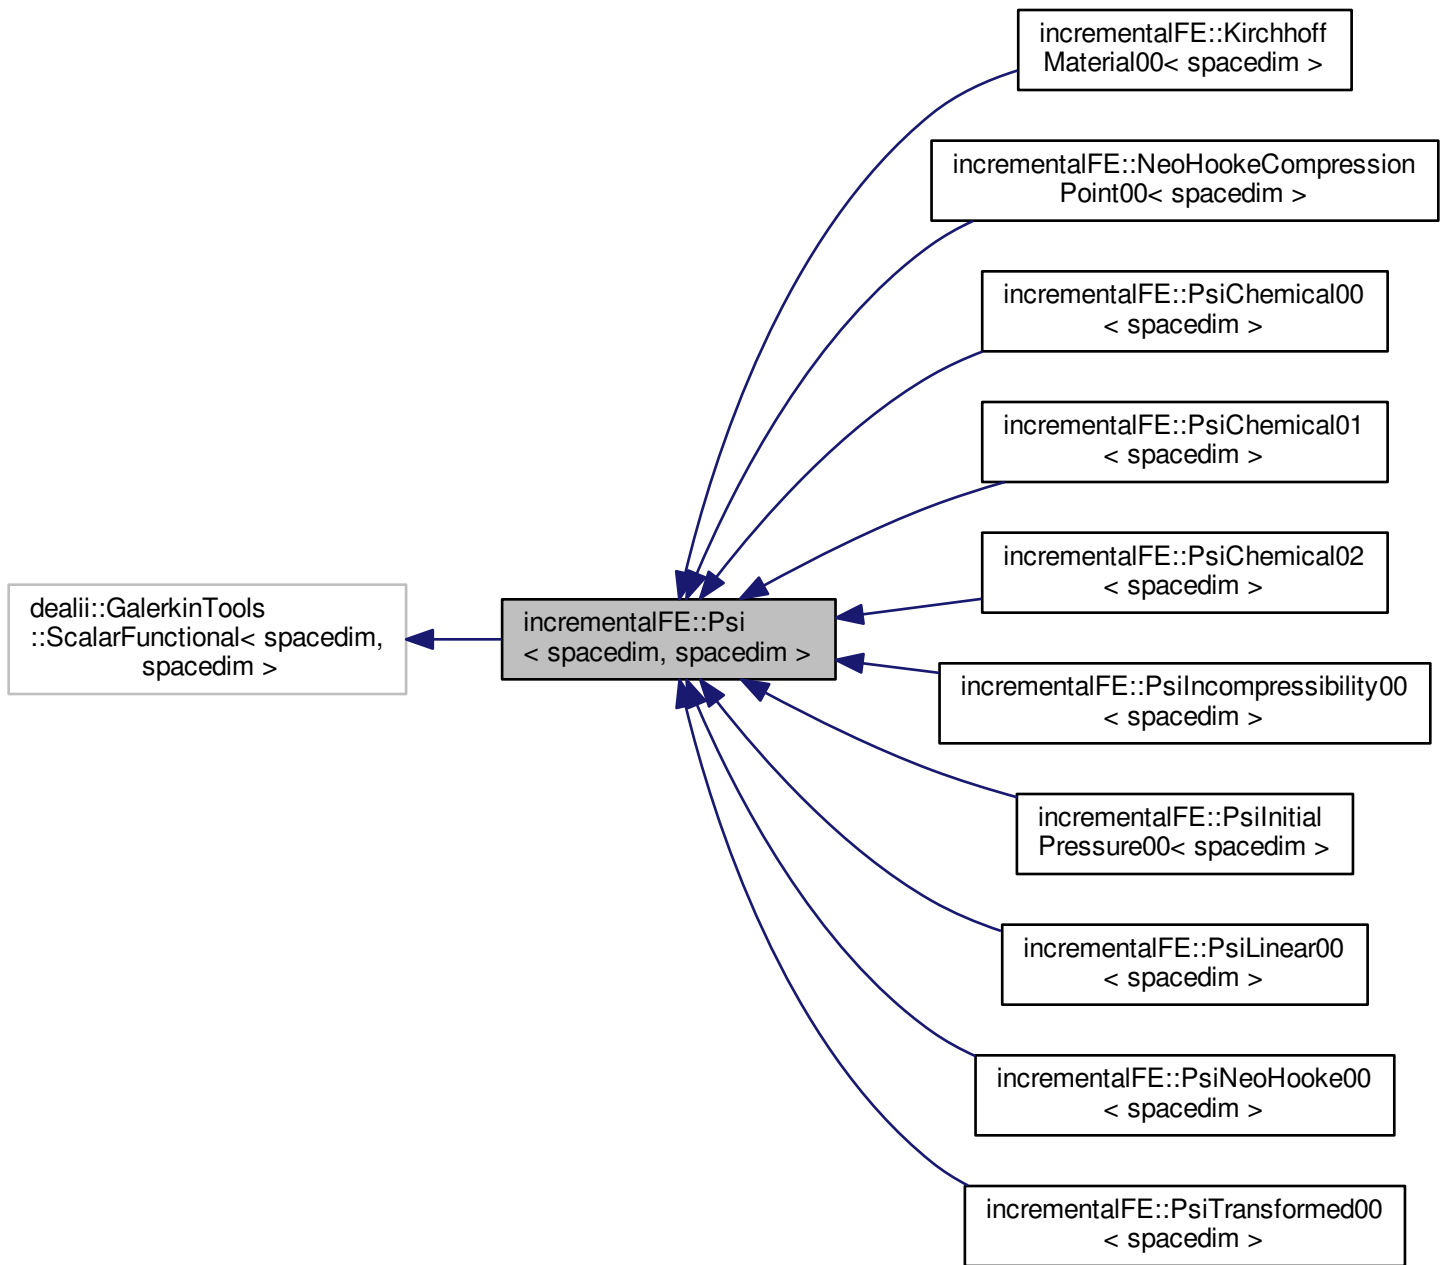 incrementalFE::Kirchhoff
Material00< spacedim >
incrementalFE::NeoHookeCompression
Point00< spacedim >
incrementalFE::PsiChemical00
< spacedim >
incrementalFE::PsiChemical01
< spacedim >
incrementalFE::PsiChemical02
< spacedim >
dealii::GalerkinTools
::ScalarFunctional< spacedim,
spacedim >
incrementalFE::Psi
< spacedim, spacedim >
incrementalFE::PsiIncompressibility00
< spacedim >
incrementalFE::PsiInitial
Pressure00< spacedim >
incrementalFE::PsiLinear00
< spacedim >
incrementalFE::PsiNeoHooke00
< spacedim >
incrementalFE::PsiTransformed00
< spacedim >